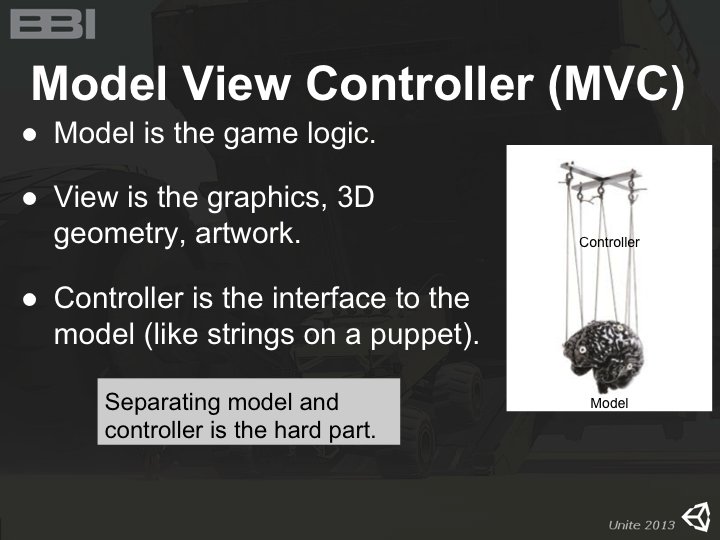 BBI
Model View Controller (MVC)
● Model is the game logic.
● View is the graphics, 3D
geometry, artwork.
● Controller is the interface to the
model (like strings on a puppet).
Controller
Model
Separating model and
controller is the hard part.
Unite 2013